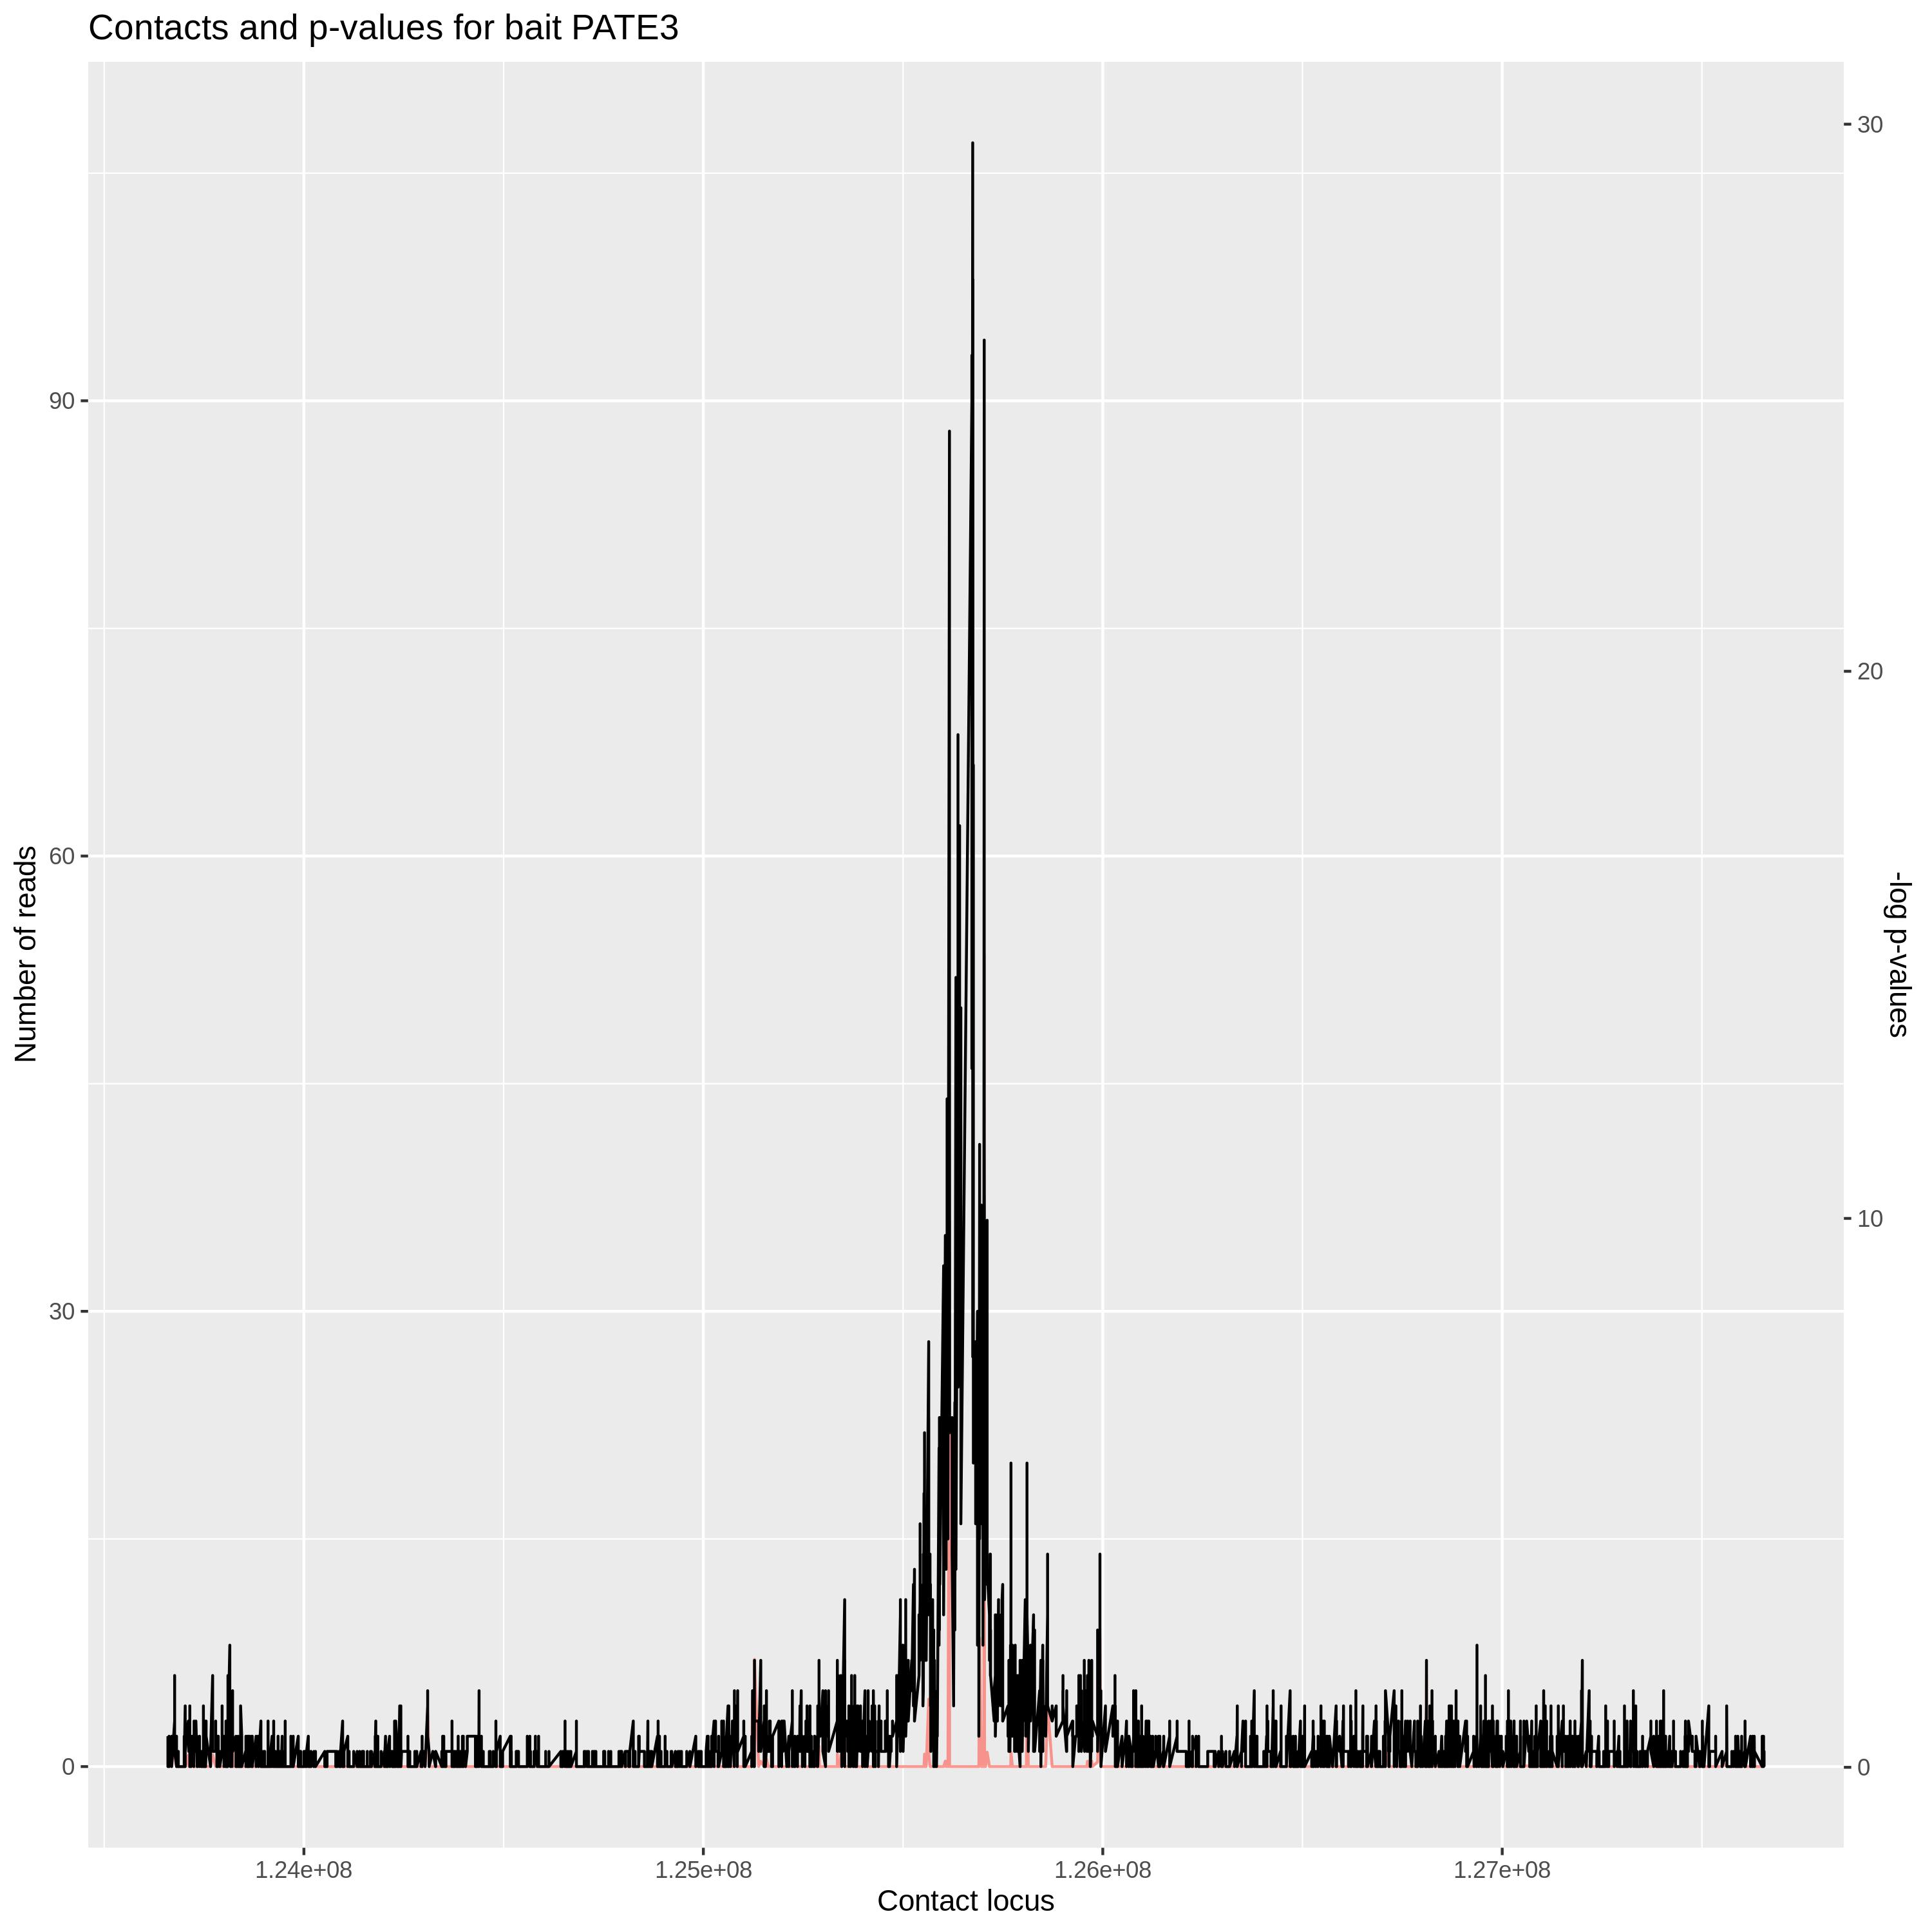 Contacts and p-values for bait PATE3
30
90
20
60
Number of reads
-log p-values
10
30
0
0
1.24e+08
1.25e+08
1.26e+08
1.27e+08
Contact locus